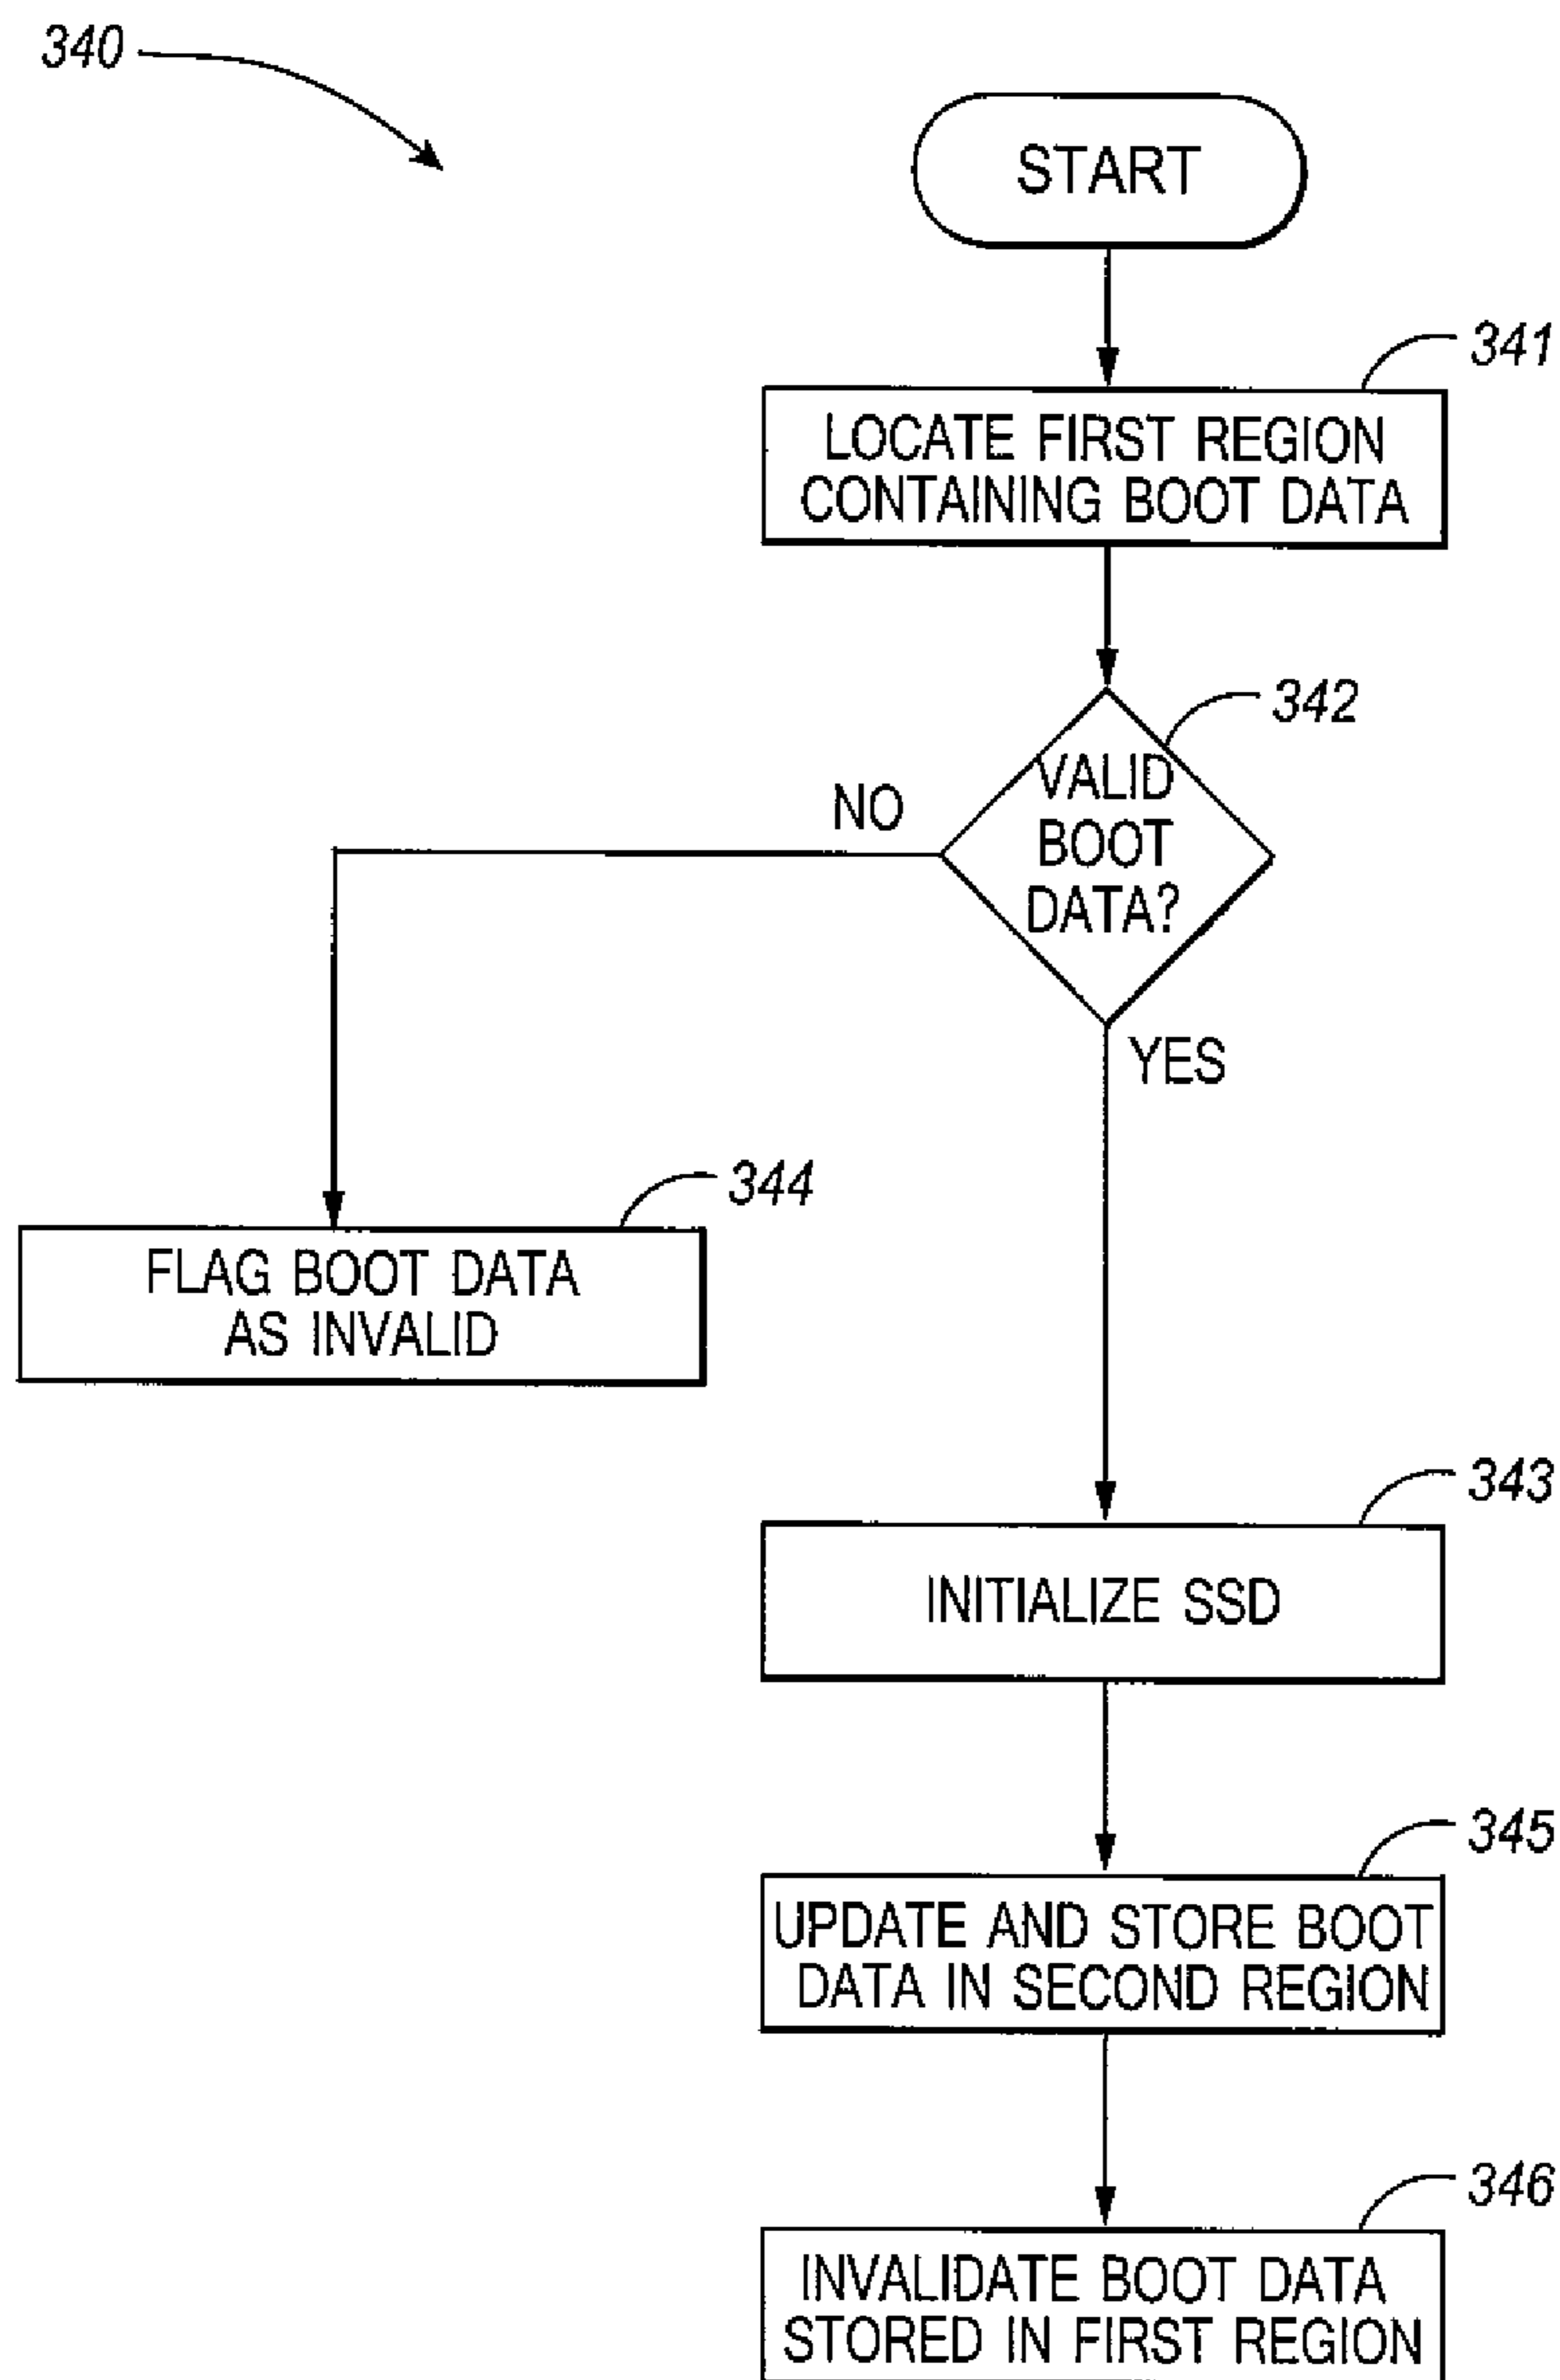 340
START
341
LOCATE FIRST REGION
CONTAINING BOOT DATA
342
VALID
BOOT
DATA?
NO
YES
344
FLAG BOOT DATA
AS INVALID
343
INITIALIZE SSD
345
UPDATE AND STORE BOOT
DATA IN SECOND REGION
346
INVALIDATE BOOT DATA
STORED IN FIRST REGION